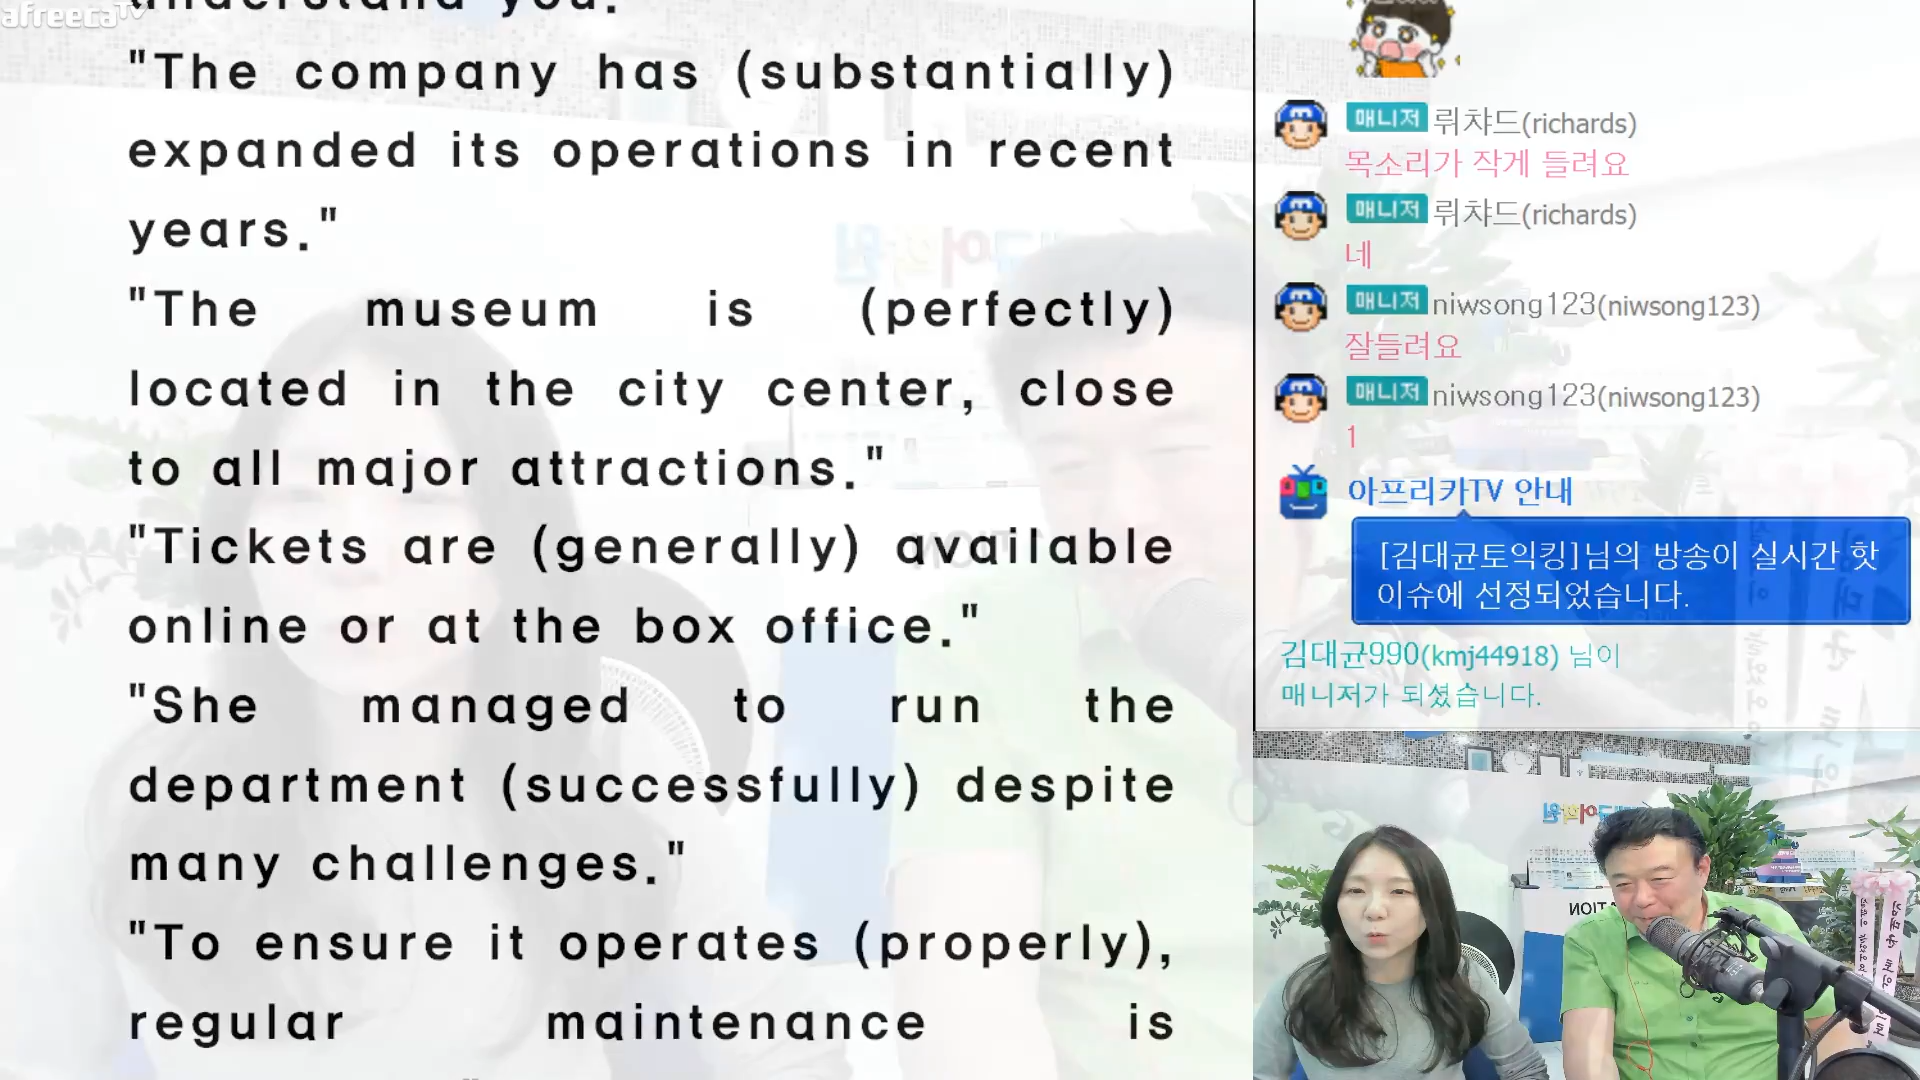 afreecaTV
understand you.
"The company has (substantially)
expanded its operations in recent
years."
"The museum is (perfectly)
located in the city center, close
to all major attractions."
"Tickets are (generally) available
online or at the box office."
"She managed to run the
department (successfully) despite
many challenges."
"To ensure it operates (properly),
regular maintenance is
매니저 뤼챠드(richards)
목소리가 작게 들려요
매니저 뤼챠드(richards)
네
매니저 niwsong123(niwsong123)
잘들려요
매니저 niwsong123(niwsong123)
1
아프리카TV 안내
[김대균토익킹]님의 방송이 실시간 핫
이슈에 선정되었습니다.
김대균990(kmj44918) 님이
매니저가 되셨습니다.